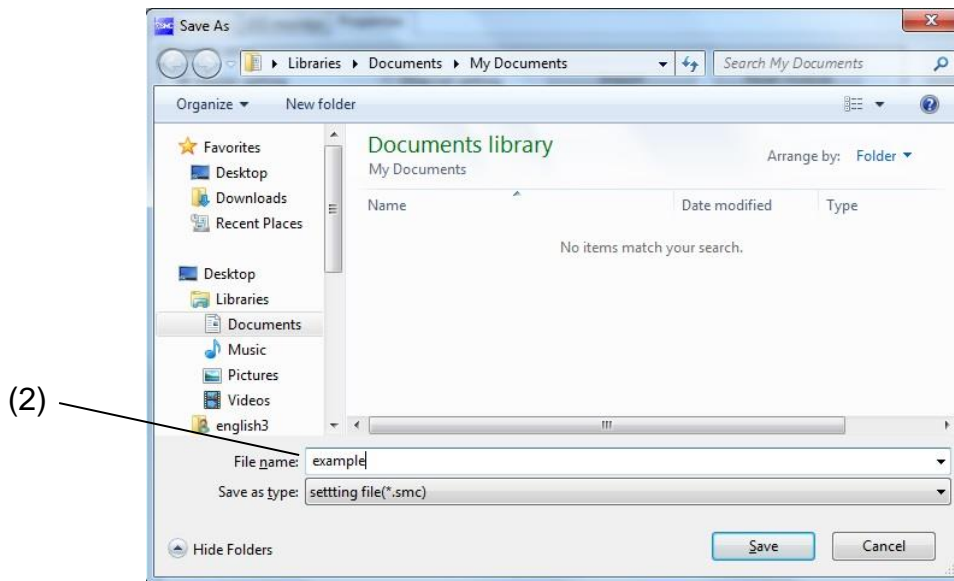 Save As
Libraries Documents My Documents
Search My Documents
Organize New folder
Favorites
Desktop
Downloads
Recent Places
Desktop
Libraries
Documents
Music
Pictures
Videos
english3
Documents library
My Documents
Arrange by: Folder
Name Date modified Type
No items match your search.
(2)
File name: example
Save as type: settting file(*.smc)
Hide Folders
Save Cancel